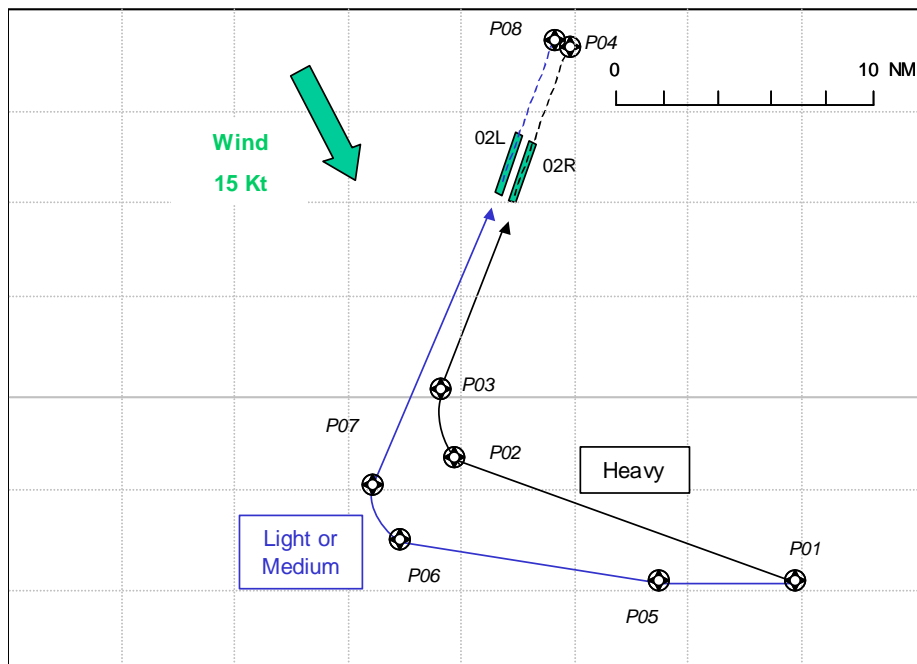 P08
P04
0
10 NM
Wind
15 Kt
02L
02R
P03
P07
P02
Heavy
Light or
Medium
P06
P01
P05